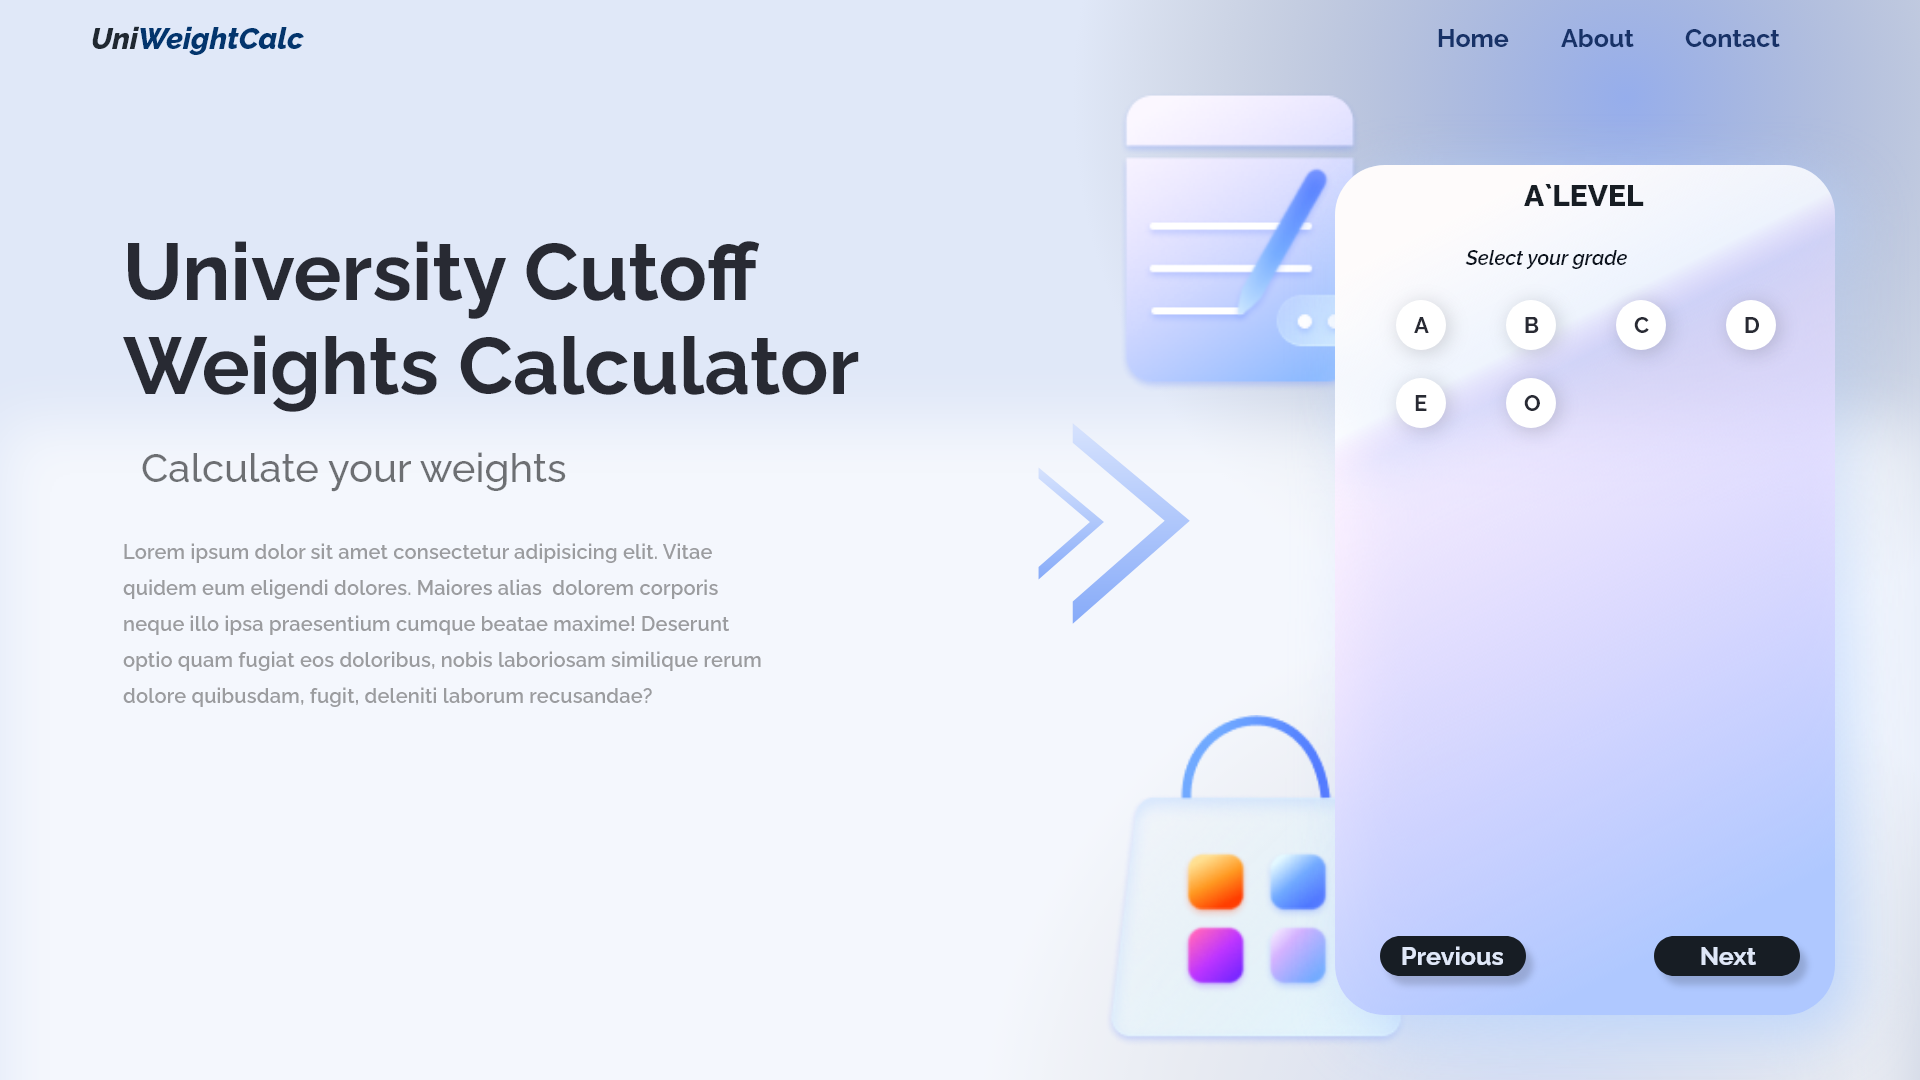 UniWeightCalc
Home About Contact
University Cutoff
Weights Calculator
Calculate your weights
Lorem ipsum dolor sit amet consectetur adipisicing elit. Vitae
quidem eum eligendi dolores. Maiores alias  dolorem corporis
neque illo ipsa praesentium cumque beatae maxime! Deserunt
optio quam fugiat eos doloribus, nobis laboriosam similique rerum
dolore quibusdam, fugit, deleniti laborum recusandae?
A`LEVEL
Select your grade
A B C D
E O
Previous Next